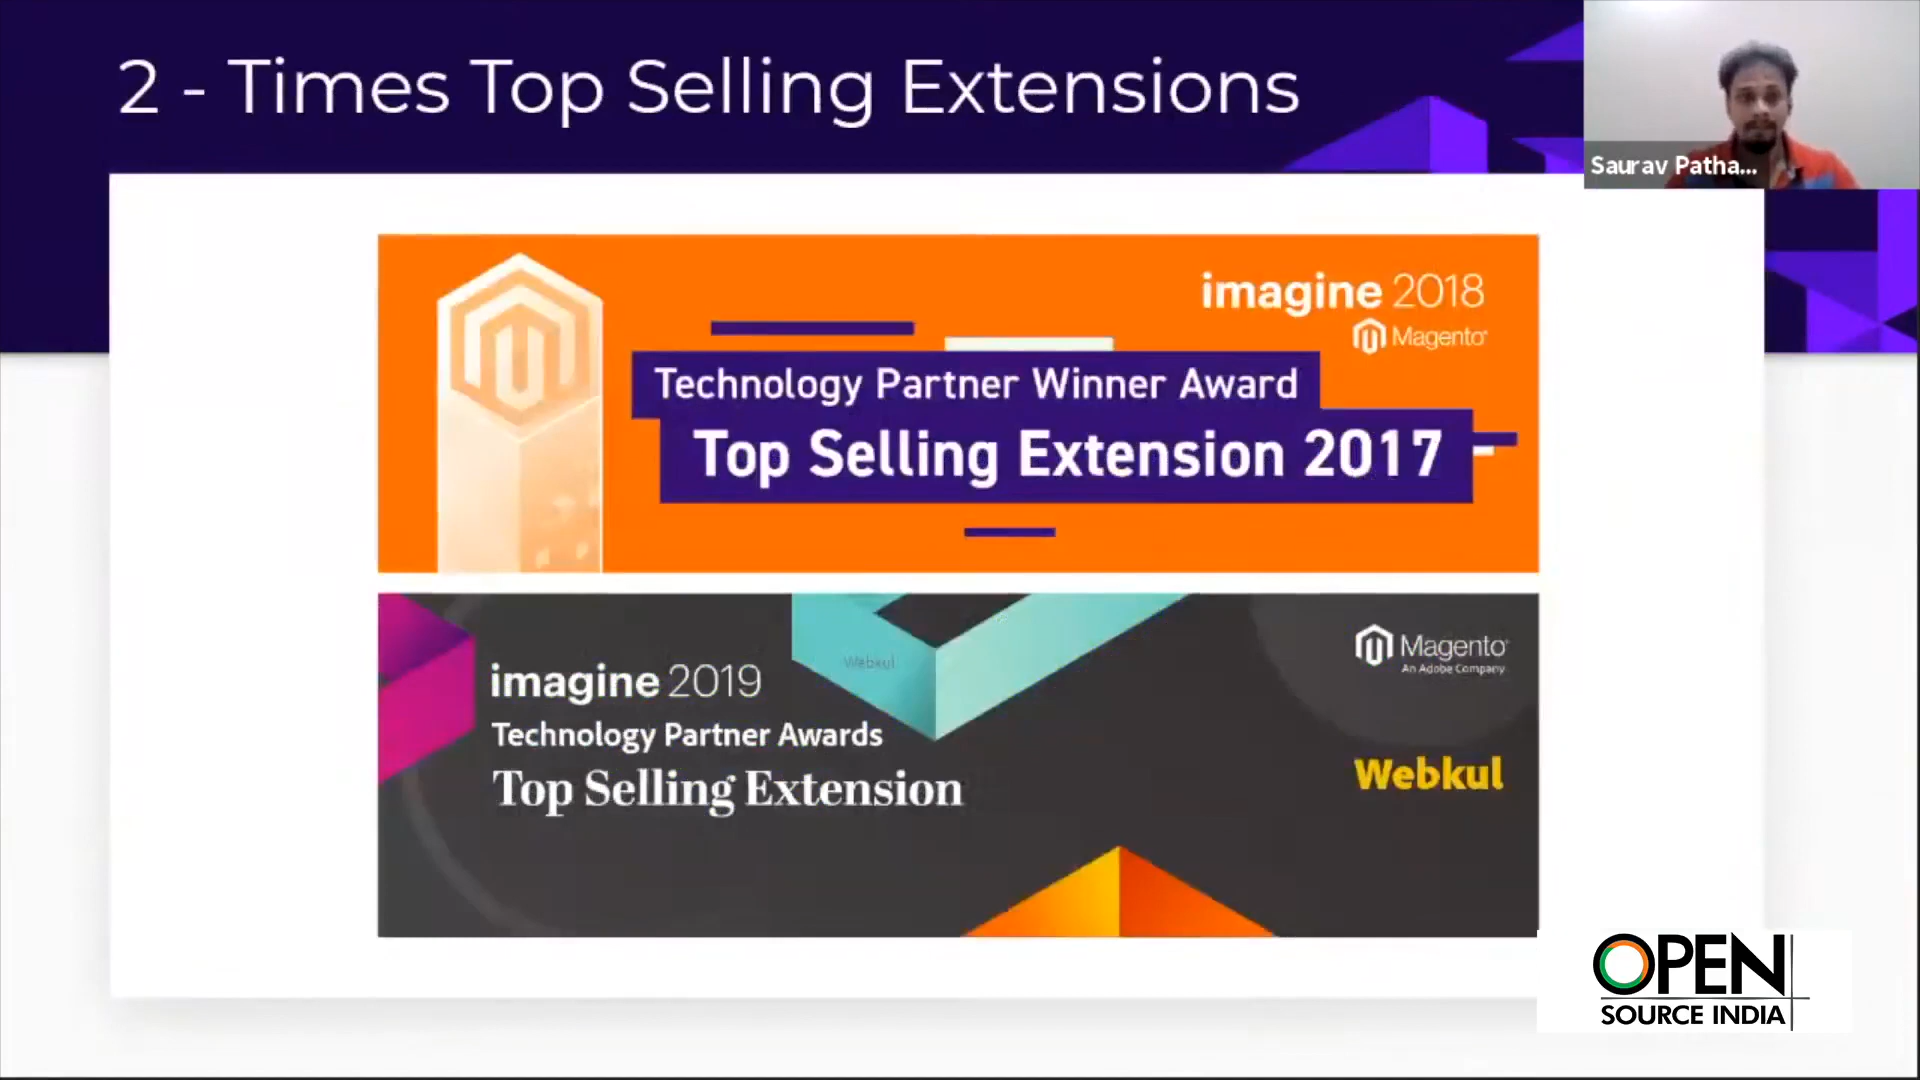 2 - Times Top Selling Extensions
Saurav Patha...
imagine 2018
Magento
Technology Partner Winner Award
Top Selling Extension 2017
Webkul
Magento
An Adobe Company
imagine 2019
Technology Partner Awards
Top Selling Extension
Webkul
OPEN
SOURCE INDIA